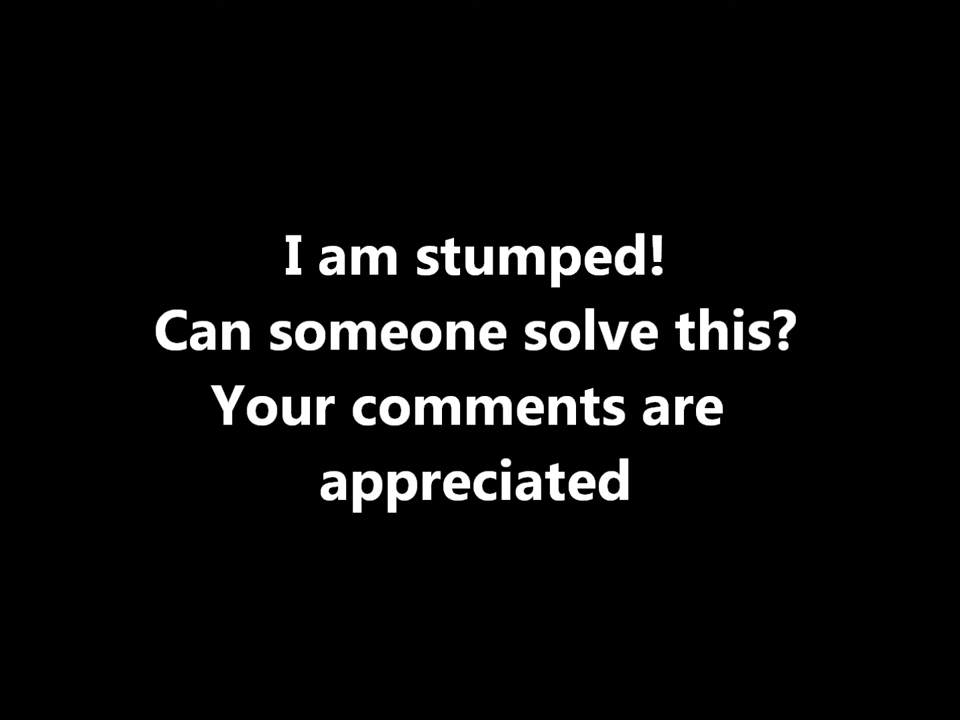 I am stumped!
Can someone solve this?
Your comments are
appreciated